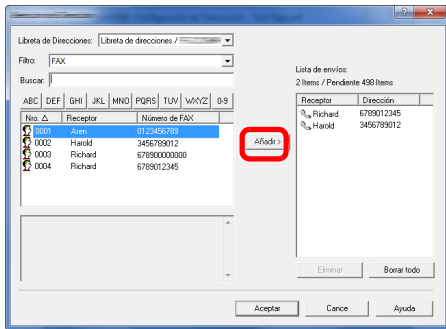 Libreta de Direcciones: Libreta de direcciones /
Filtro: FAX
Buscar:
ABC DEF GHI JKL MNO PQRS TUV WXYZ 0-9
Nro. △ Receptor Número de FAX
0001 Aren 0123456789
0002 Harold 3456789012
0003 Richard 678900000000
0004 Richard 6789012345
Añadir >
Lista de envíos:
2 Items / Pendiente 498 Items
Receptor Dirección
Richard 6789012345
Harold 3456789012
Eliminar Borrar todo
Aceptar Cance Ayuda